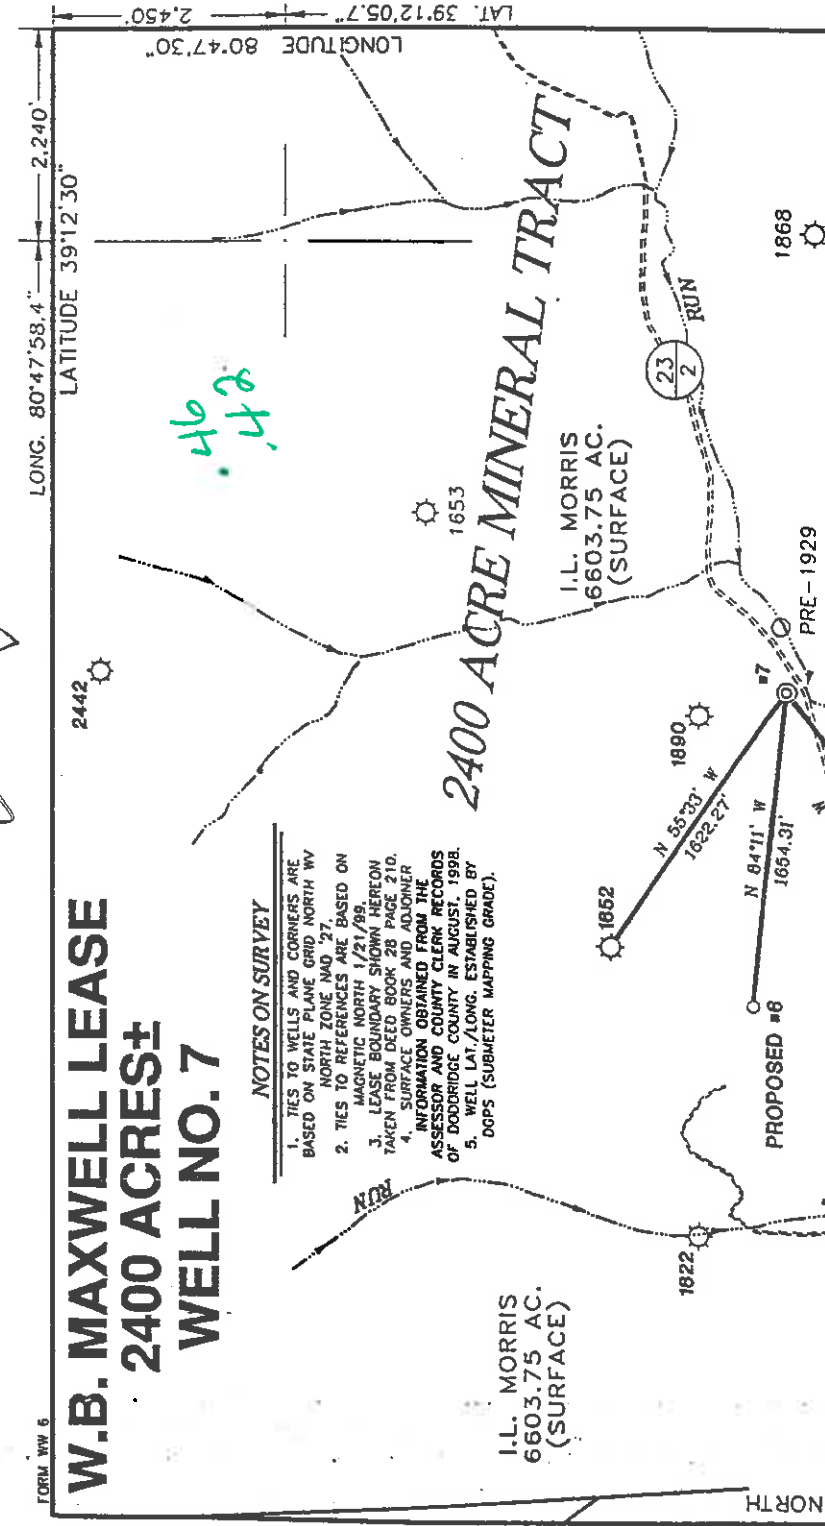 FORM WW 6
W.B. MAXWELL LEASE
2400 ACRES±
WELL NO. 7
LONG. 80°47'58.4" 2,240'
LATITUDE 39°12'30"
2,450'
LAT. 39°12'05.7"
LONGITUDE 80°47'30"
.46
.42
2442
NOTES ON SURVEY
1. TIES TO WELLS AND CORNERS ARE
BASED ON STATE PLANE GRID NORTH WV
NORTH ZONE NAD '27.
2. TIES TO REFERENCES ARE BASED ON
MAGNETIC NORTH 1/21/99.
3. LEASE BOUNDARY SHOWN HEREON
TAKEN FROM DEED BOOK 28 PAGE 210.
4. SURFACE OWNERS AND ADJOINER
INFORMATION OBTAINED FROM THE
ASSESSOR AND COUNTY CLERK RECORDS
OF DODDRIDGE COUNTY IN AUGUST, 1998.
5. WELL LAT./LONG. ESTABLISHED BY
DGPS (SUBMETER MAPPING GRADE).
RUN
1653
2400 ACRE MINERAL TRACT
I.L. MORRIS
6603.75 AC.
(SURFACE)
I.L. MORRIS
6603.75 AC.
(SURFACE)
23
2
RUN
1868
1890
1852
N 55°33' W
1622.27'
N 84°11' W
1654.31'
#7
PRE-1929
PROPOSED #6
1822
NORTH
N